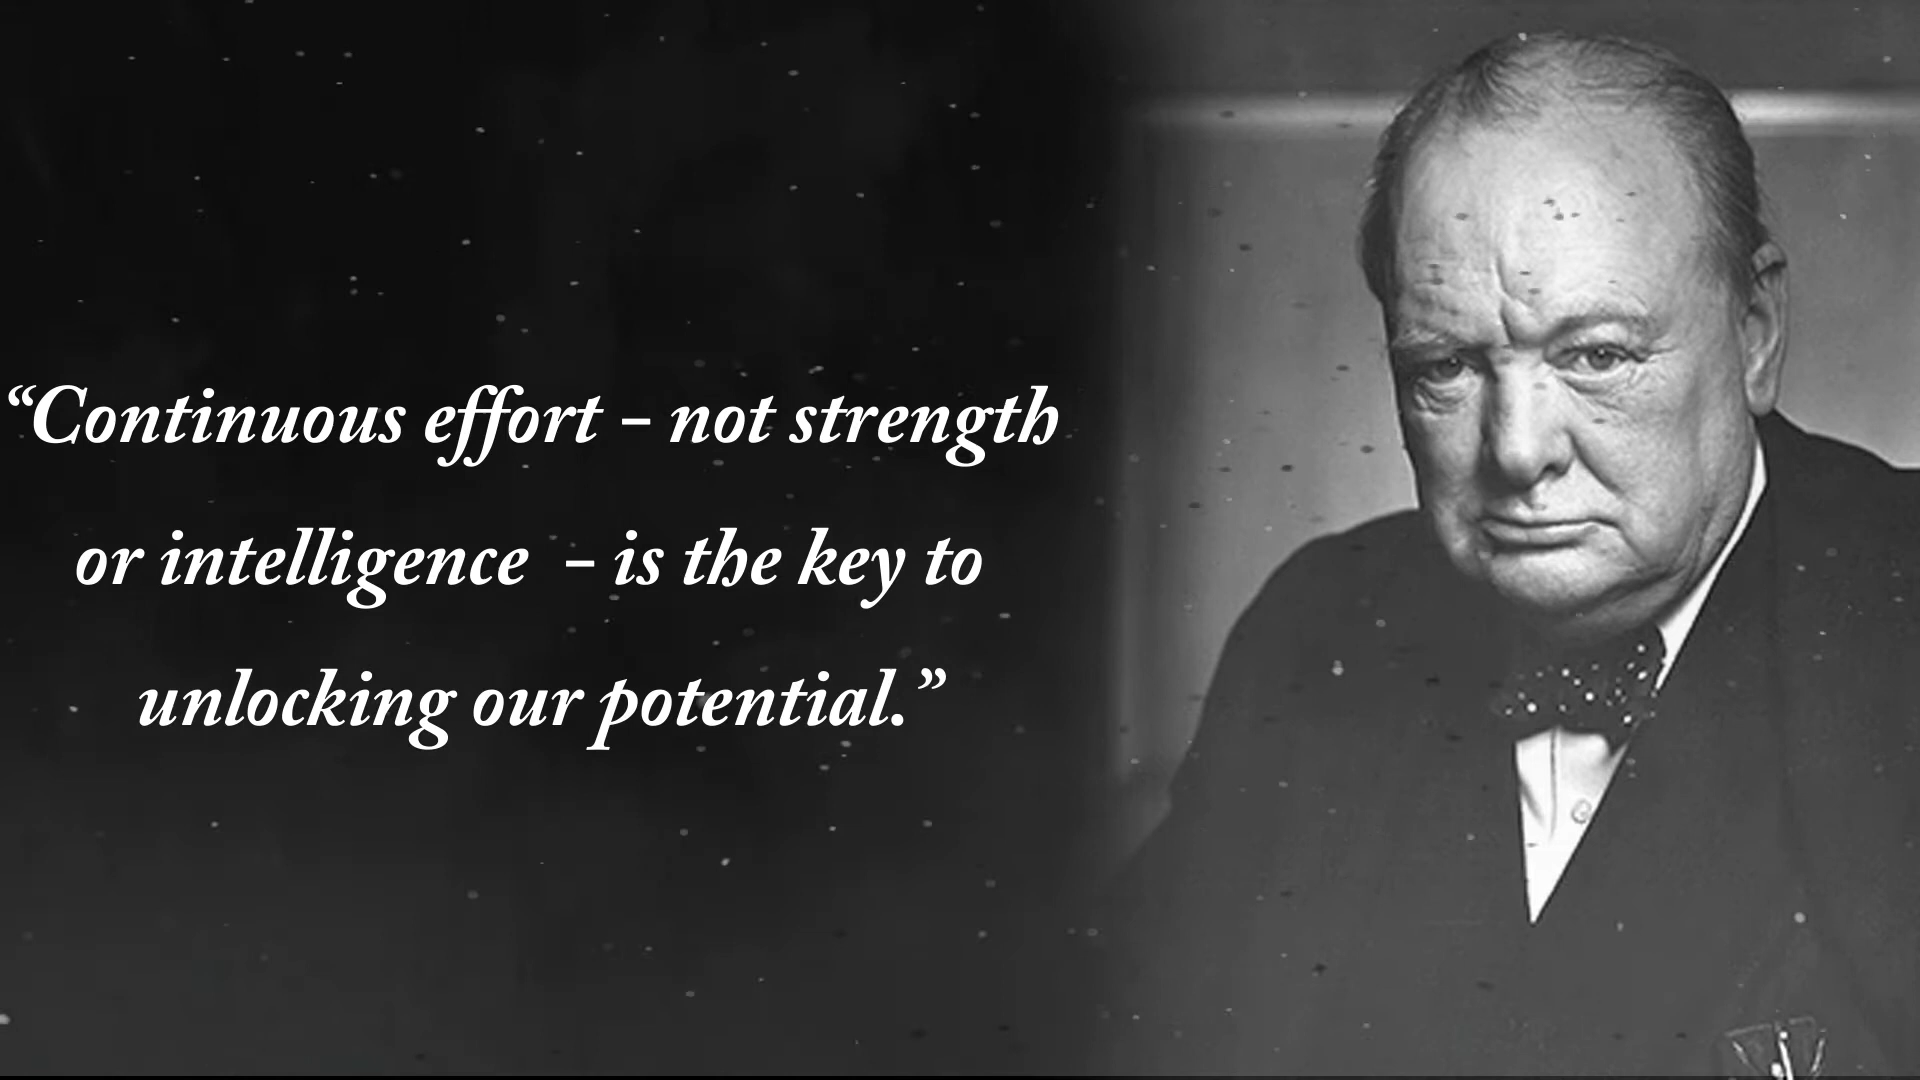 “Continuous effort – not strength
or intelligence  – is the key to
unlocking our potential.”